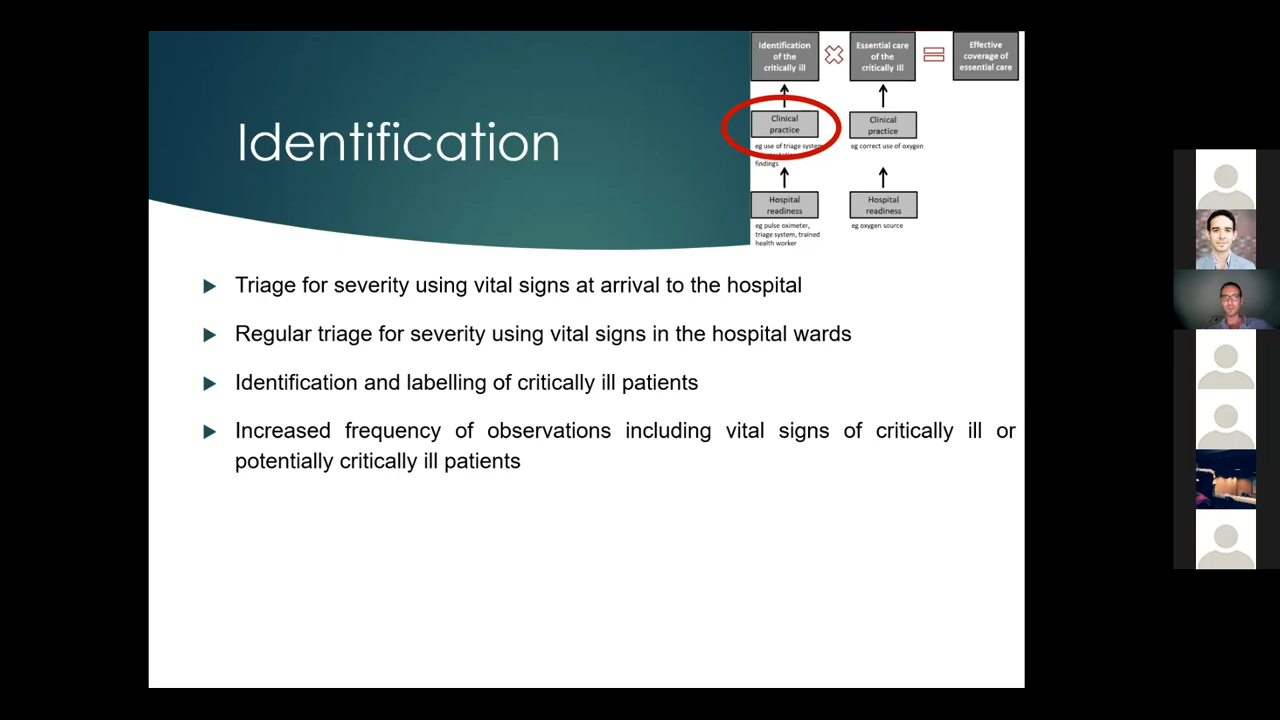 Identification
Identification
of the
critically ill
Essential care
of the
critically Ill
Effective
coverage of
essential care
Clinical
practice
eg use of triage system
findings
Clinical
practice
eg correct use of oxygen
Hospital
readiness
eg pulse oximeter,
triage system, trained
health worker
Hospital
readiness
eg oxygen source
Triage for severity using vital signs at arrival to the hospital
Regular triage for severity using vital signs in the hospital wards
Identification and labelling of critically ill patients
Increased frequency of observations including vital signs of critically ill or
potentially critically ill patients